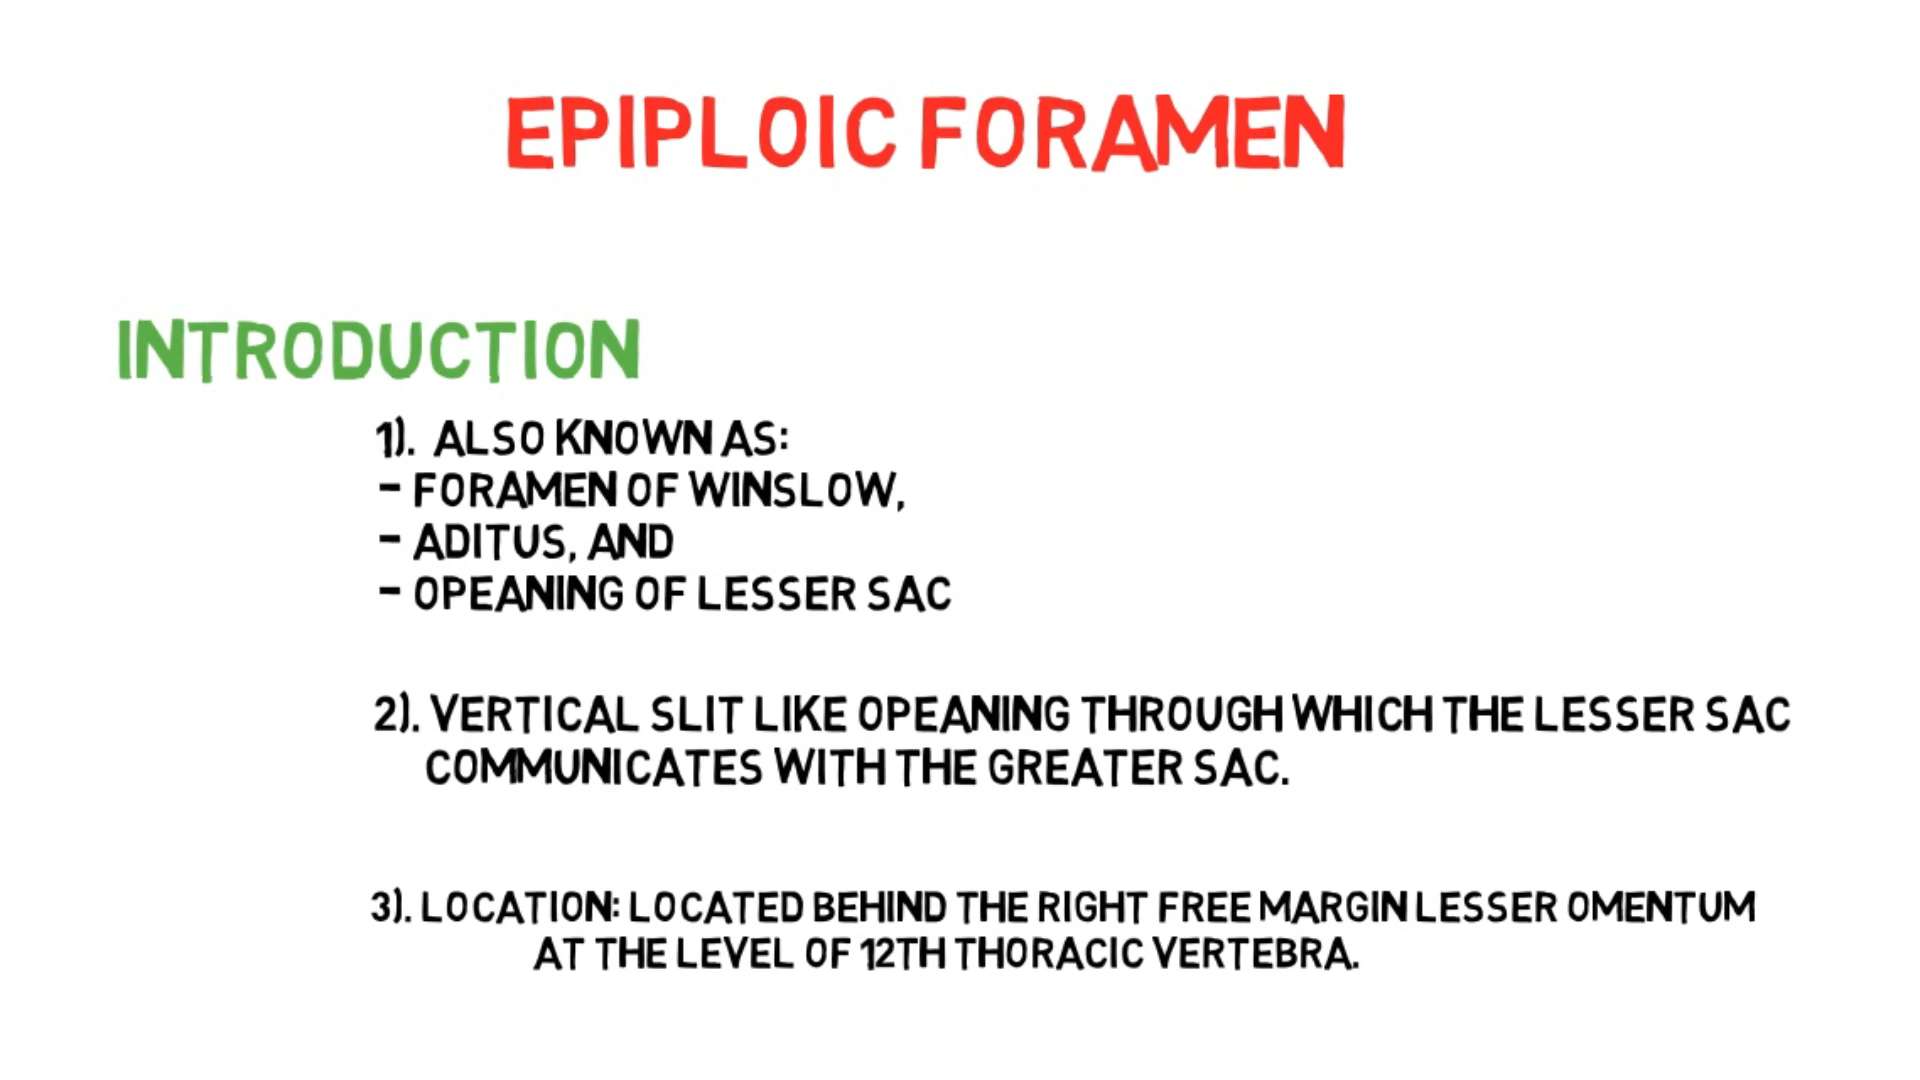 EPIPLOIC FORAMEN
INTRODUCTION
1). ALSO KNOWN AS:
- FORAMEN OF WINSLOW,
- ADITUS, AND
- OPEANING OF LESSER SAC
2). VERTICAL SLIT LIKE OPEANING THROUGH WHICH THE LESSER SAC
COMMUNICATES WITH THE GREATER SAC.
3). LOCATION: LOCATED BEHIND THE RIGHT FREE MARGIN LESSER OMENTUM
AT THE LEVEL OF 12TH THORACIC VERTEBRA.